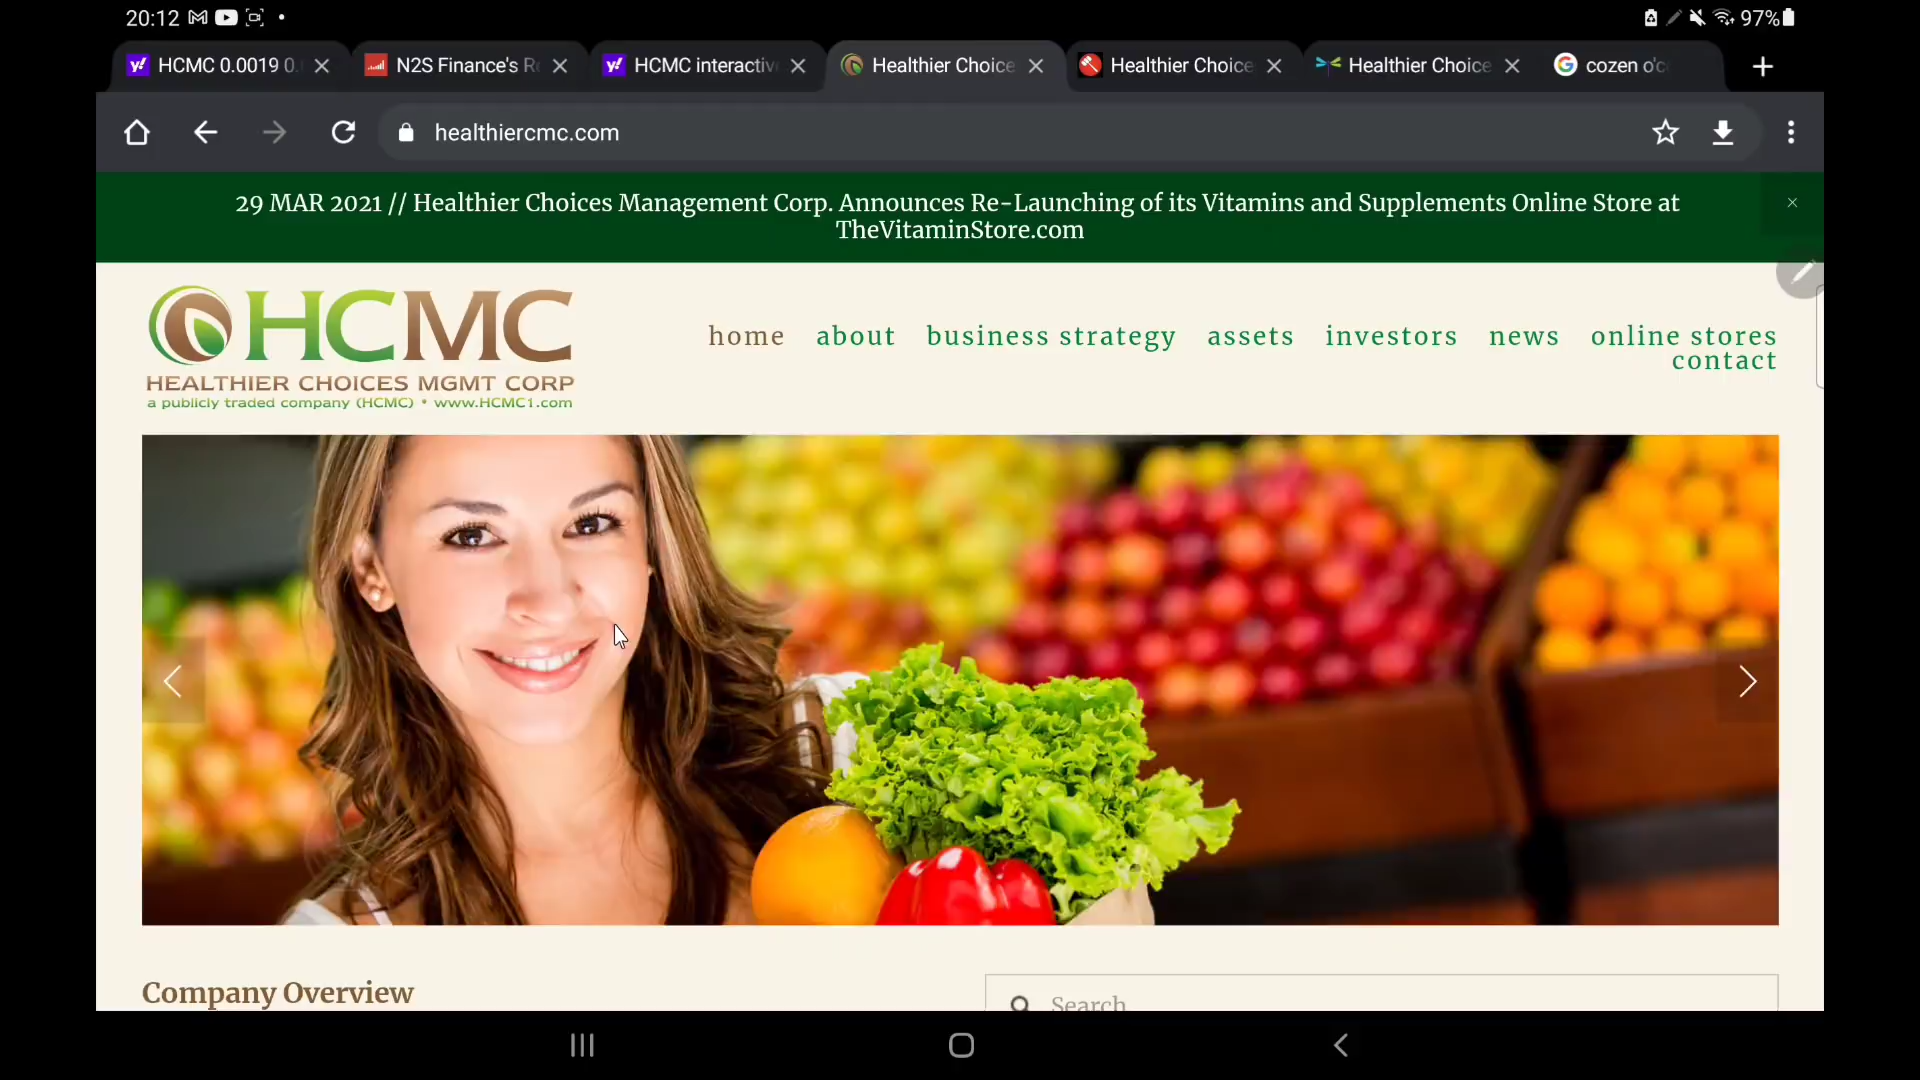 20:12 97%
HCMC 0.0019 0. N2S Finance's R HCMC interactiv Healthier Choice Healthier Choice Healthier Choice cozen o'c
healthiercmc.com
29 MAR 2021 // Healthier Choices Management Corp. Announces Re-Launching of its Vitamins and Supplements Online Store at
TheVitaminStore.com
HCMC
HEALTHIER CHOICES MGMT CORP
a publicly traded company (HCMC) • www.HCMC1.com
home about business strategy assets investors news online stores
contact
Company Overview
Search